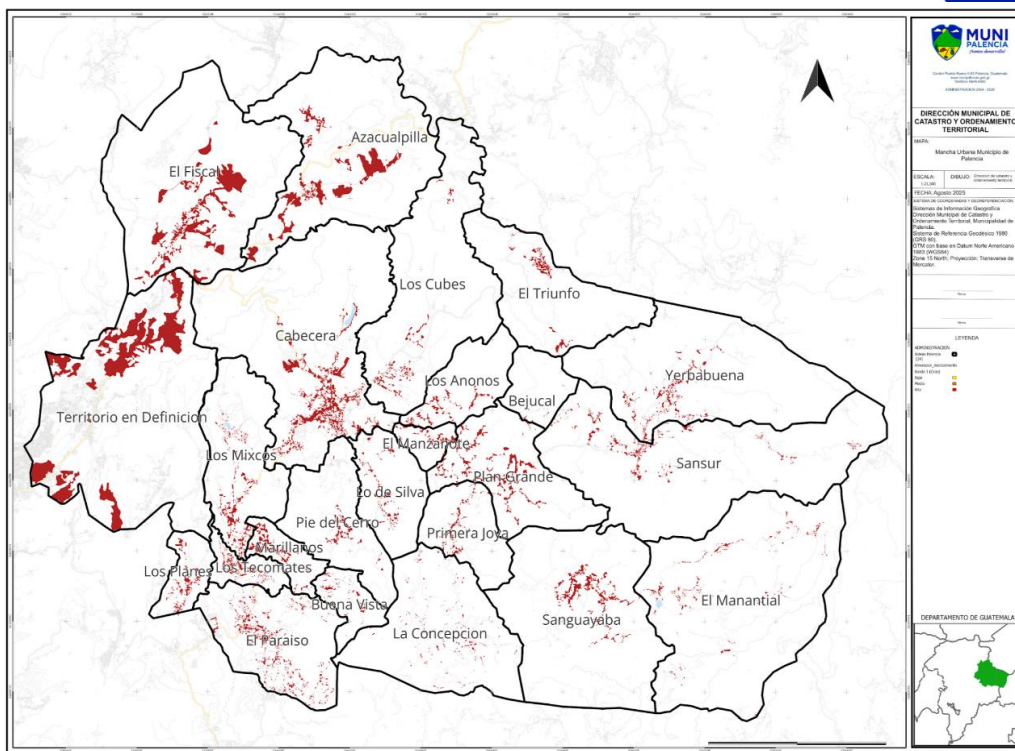 Azacualpilla
El Fiscal
Los Cubes
El Triunfo
Cabecera
Los Anonos
Yerbabuena
Bejucal
Territorio en Definicion
El Manzanote
Los Mixcos
Sansur
Plan Grande
Lo de Silva
Pie del Cerro
Primera Joya
Marillanos
Los Tecomates
Los Planes
Buena Vista
El Manantial
Sanguayaba
La Concepcion
El Paraiso
MUNI
PALENCIA
DIRECCIÓN MUNICIPAL DE
CATASTRO Y ORDENAMIENTO
TERRITORIAL
MAPA:
Mancha Urbana Municipio de
Palencia
ESCALA:
DIBUJO:
FECHA: Agosto 2025
Sistemas de Información Geográfica
Dirección Municipal de Catastro y
Ordenamiento Territorial, Municipalidad de
Palencia.
Sistema de Referencia Geodésico 1980
(GRS 80)
GTM con base en Datum Norte Americano
1983 (WGS84)
Zone 15 North, Proyección: Transversa de
Mercator.
LEYENDA
DEPARTAMENTO DE GUATEMALA